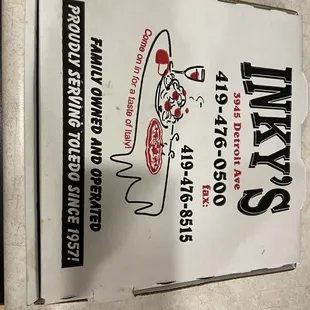 INKY'S
3945 Detroit Ave
419-476-0500
fax:
419-476-8515
Come on in for a taste of Italy!
FAMILY OWNED AND OPERATED
PROUDLY SERVING TOLEDO SINCE 1957!